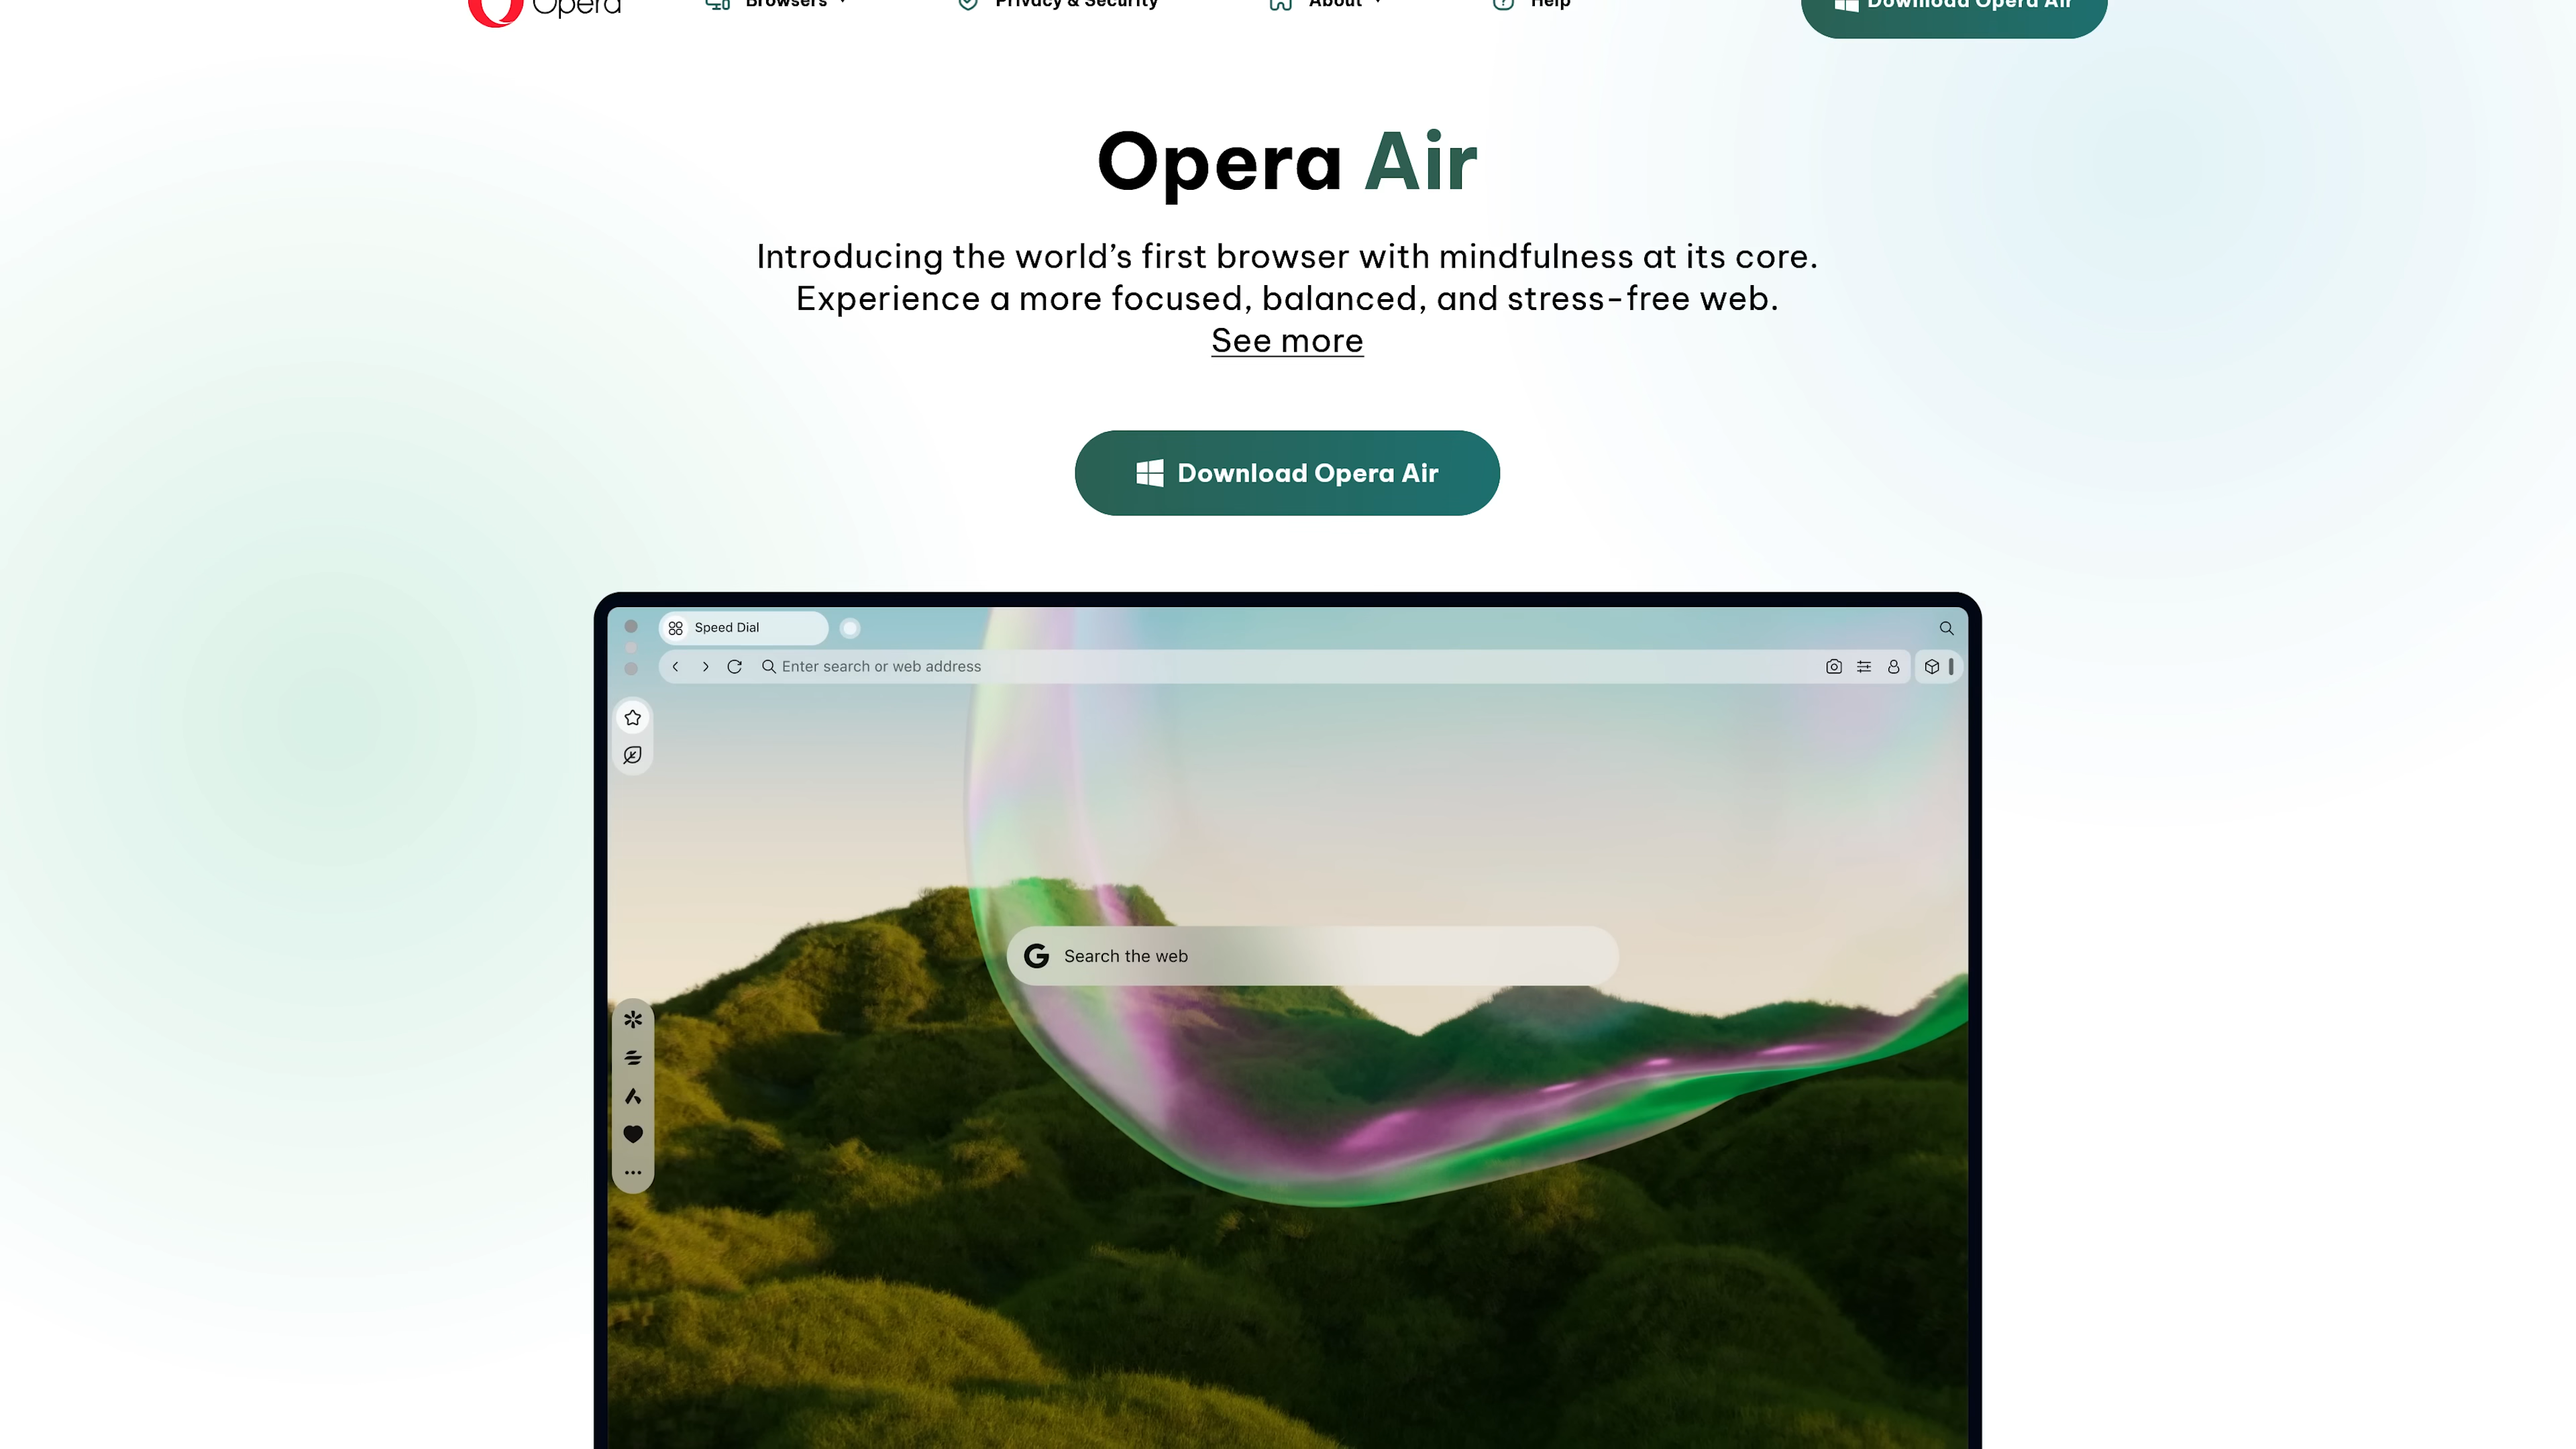 Opera
Browsers
Privacy & Security
About
Help
Download Opera Air
Opera Air
Introducing the world’s first browser with mindfulness at its core.
Experience a more focused, balanced, and stress-free web.
See more
Download Opera Air
Speed Dial
Enter search or web address
Search the web